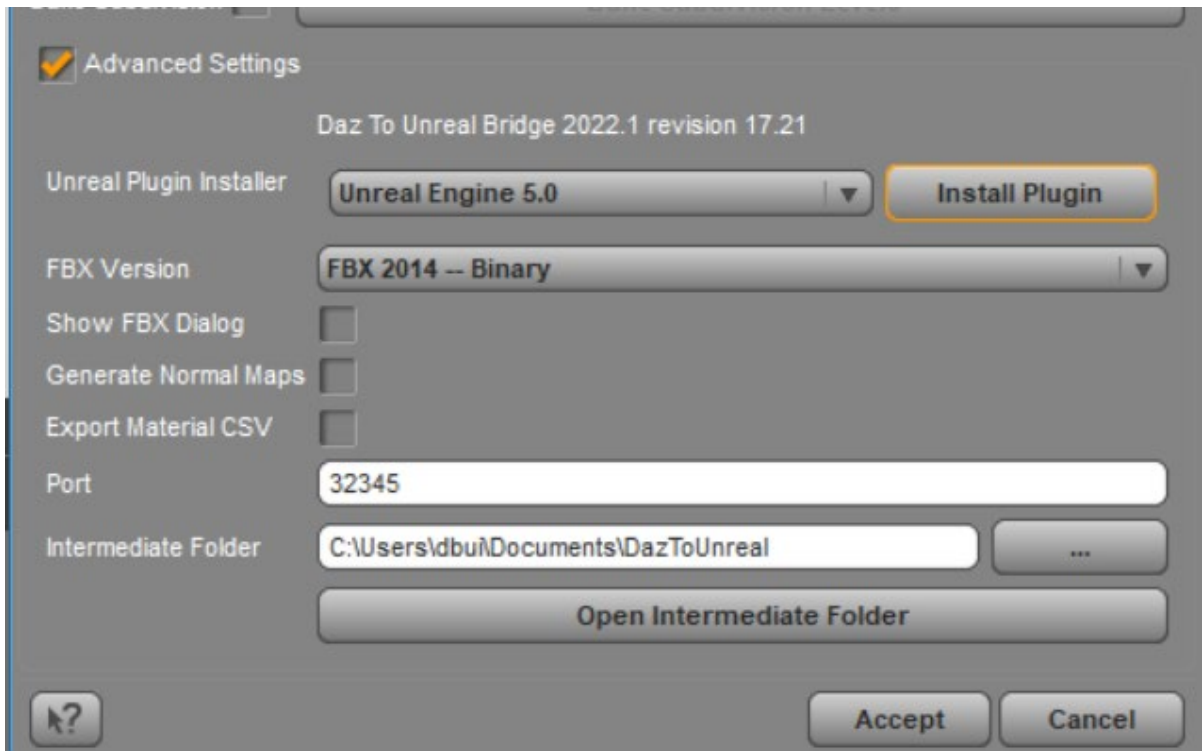 Advanced Settings
Daz To Unreal Bridge 2022.1 revision 17.21
Unreal Plugin Installer
Unreal Engine 5.0
Install Plugin
FBX Version
FBX 2014 -- Binary
Show FBX Dialog
Generate Normal Maps
Export Material CSV
Port
32345
Intermediate Folder
C:\Users\dbui\Documents\DazToUnreal
...
Open Intermediate Folder
?
Accept
Cancel